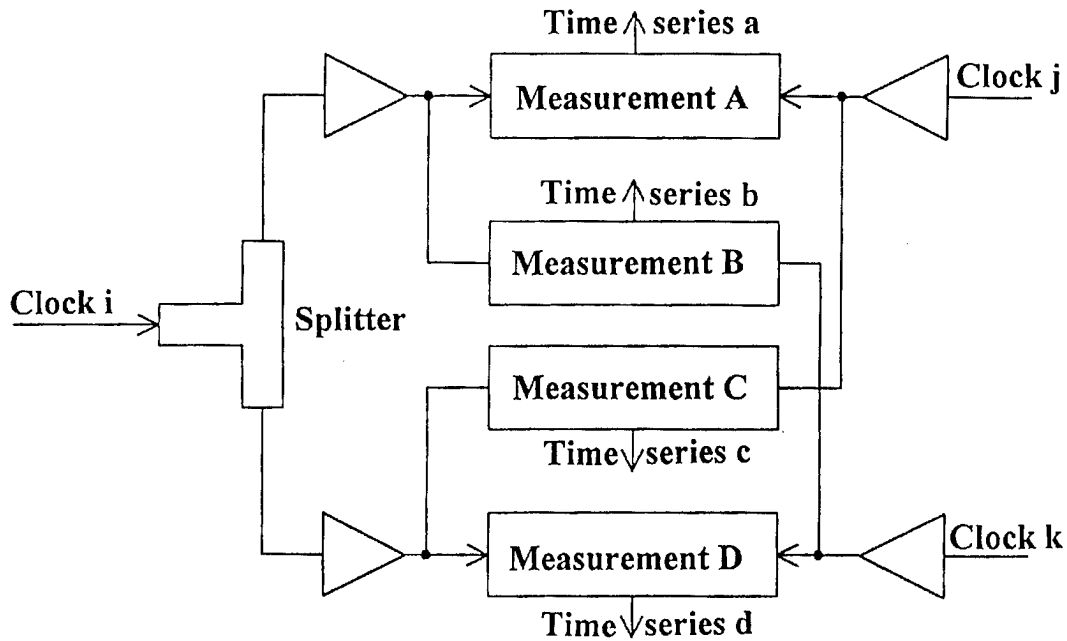 Time series a
Measurement A
Clock j
Time series b
Measurement B
Clock i
Splitter
Measurement C
Time series c
Measurement D
Clock k
Time series d